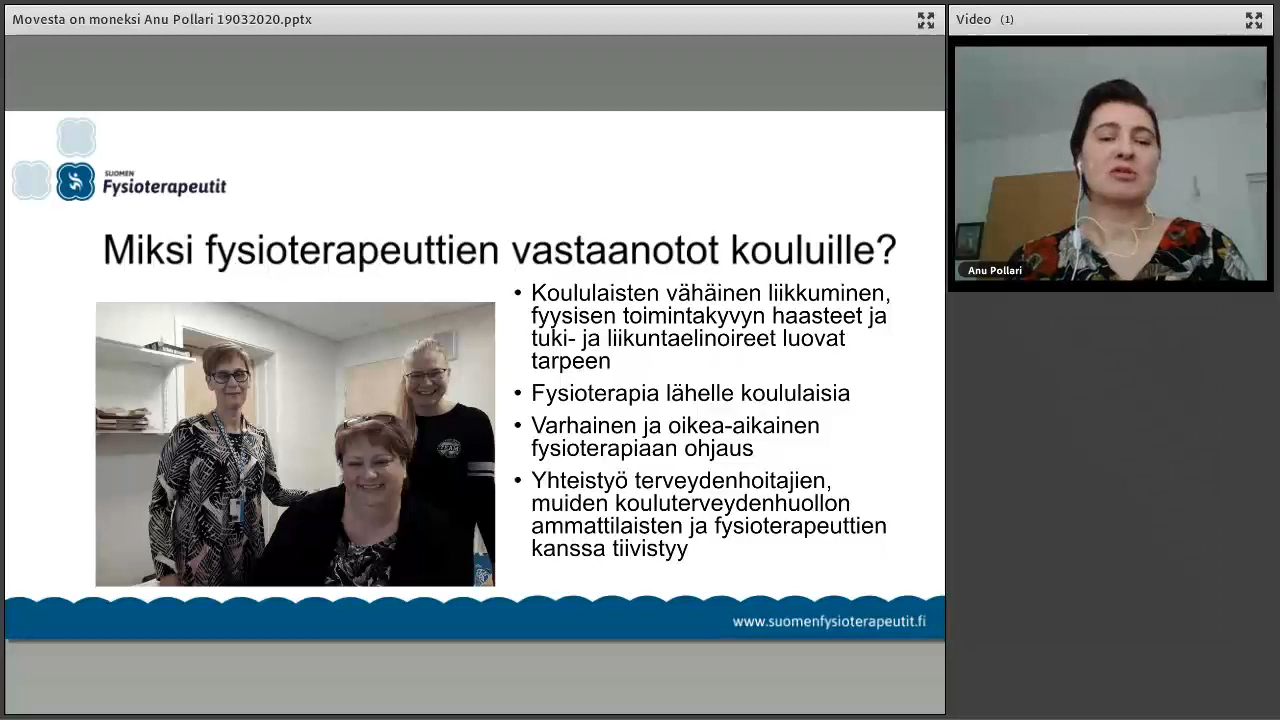 Movesta on moneksi Anu Pollari 19032020.pptx
Video (1)
SUOMEN
Fysioterapeutit
Anu Pollari
Miksi fysioterapeuttien vastaanotot kouluille?
• Koululaisten vähäinen liikkuminen,
fyysisen toimintakyvyn haasteet ja
tuki- ja liikuntaelinoireet luovat
tarpeen
• Fysioterapia lähelle koululaisia
• Varhainen ja oikea-aikainen
fysioterapiaan ohjaus
• Yhteistyö terveydenhoitajien,
muiden kouluterveydenhuollon
ammattilaisten ja fysioterapeuttien
kanssa tiivistyy
www.suomenfysioterapeutit.fi